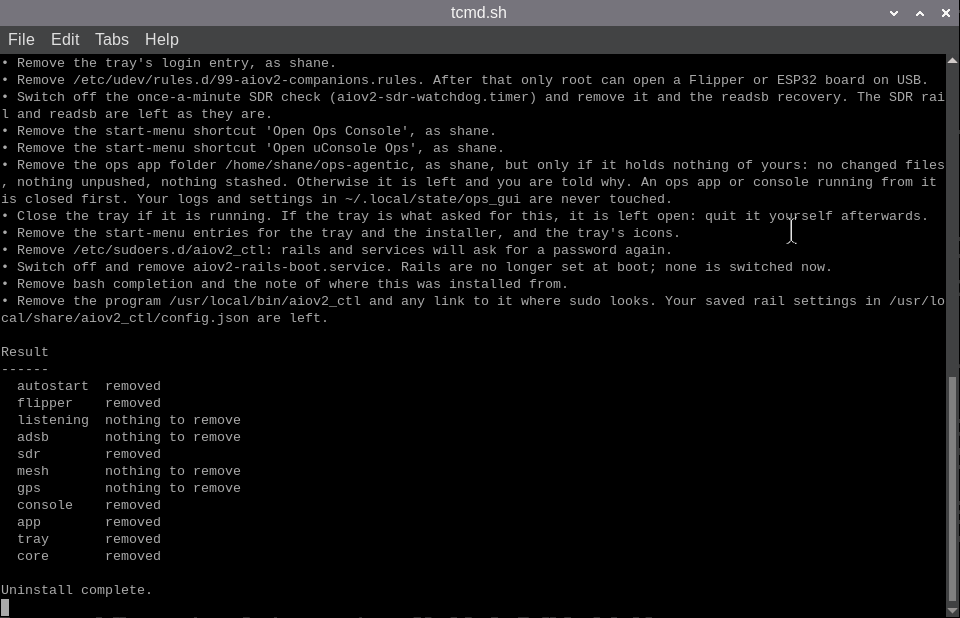 tcmd.sh
File Edit Tabs Help
• Remove the tray's login entry, as shane.
• Remove /etc/udev/rules.d/99-aiov2-companions.rules. After that only root can open a Flipper or ESP32 board on USB.
• Switch off the once-a-minute SDR check (aiov2-sdr-watchdog.timer) and remove it and the readsb recovery. The SDR rai
l and readsb are left as they are.
• Remove the start-menu shortcut 'Open Ops Console', as shane.
• Remove the start-menu shortcut 'Open uConsole Ops', as shane.
• Remove the ops app folder /home/shane/ops-agentic, as shane, but only if it holds nothing of yours: no changed files
, nothing unpushed, nothing stashed. Otherwise it is left and you are told why. An ops app or console running from it
is closed first. Your logs and settings in ~/.local/state/ops_gui are never touched.
• Close the tray if it is running. If the tray is what asked for this, it is left open: quit it yourself afterwards.
• Remove the start-menu entries for the tray and the installer, and the tray's icons.
• Remove /etc/sudoers.d/aiov2_ctl: rails and services will ask for a password again.
• Switch off and remove aiov2-rails-boot.service. Rails are no longer set at boot; none is switched now.
• Remove bash completion and the note of where this was installed from.
• Remove the program /usr/local/bin/aiov2_ctl and any link to it where sudo looks. Your saved rail settings in /usr/lo
cal/share/aiov2_ctl/config.json are left.
Result
------
autostart removed
flipper removed
listening nothing to remove
adsb nothing to remove
sdr removed
mesh nothing to remove
gps nothing to remove
console removed
app removed
tray removed
core removed
Uninstall complete.